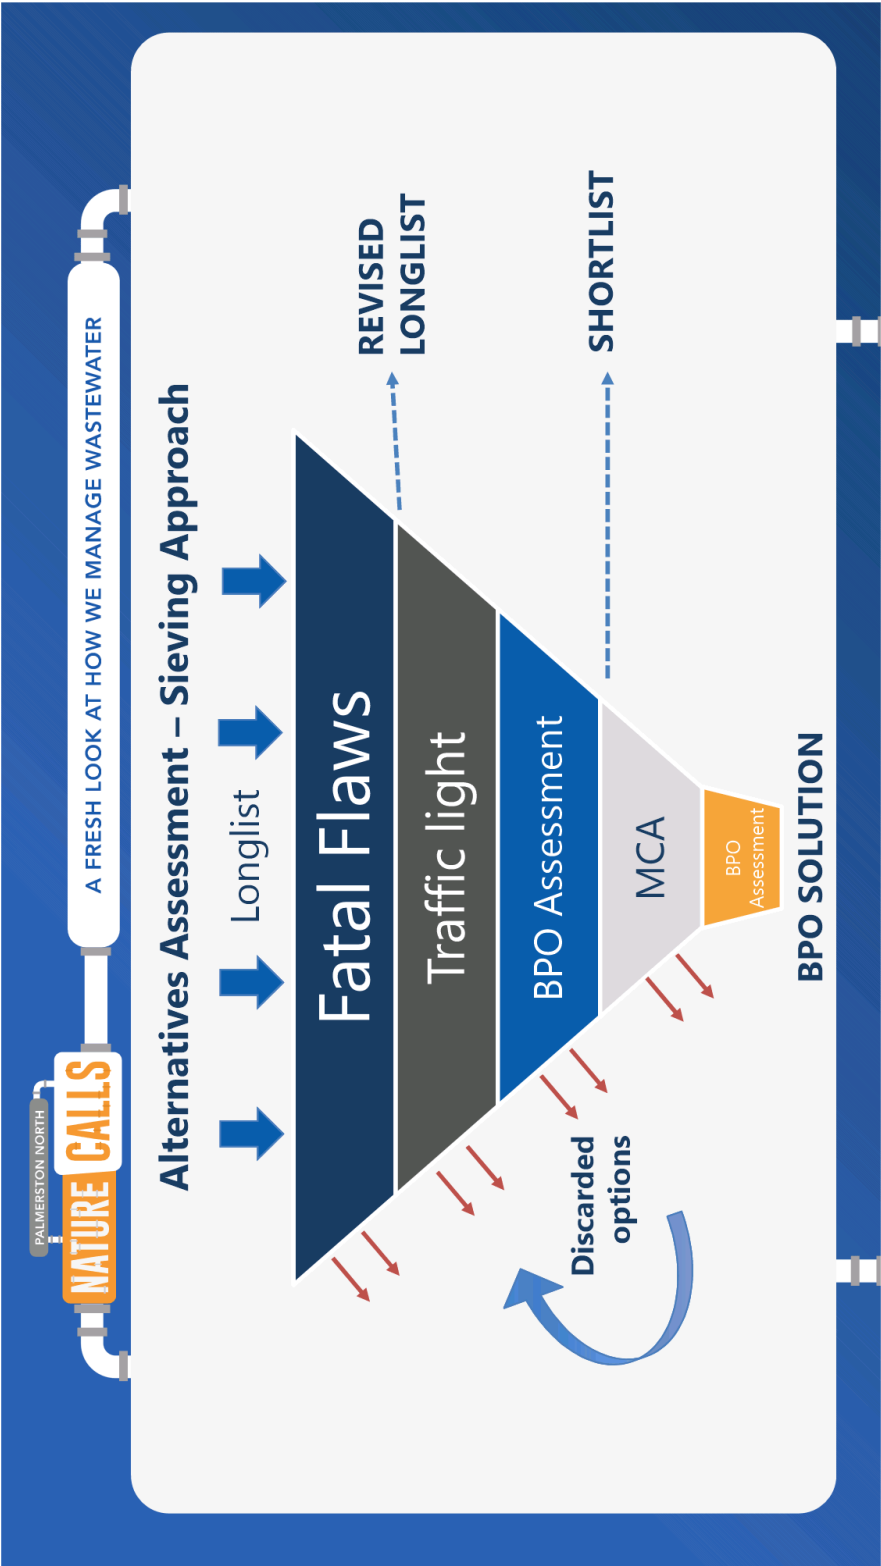 PALMERSTON NORTH
NATURE CALLS
A FRESH LOOK AT HOW WE MANAGE WASTEWATER
Alternatives Assessment – Sieving Approach
Longlist
Fatal Flaws
REVISED
LONGLIST
Traffic light
BPO Assessment
SHORTLIST
Discarded
options
MCA
BPO
Assessment
BPO SOLUTION